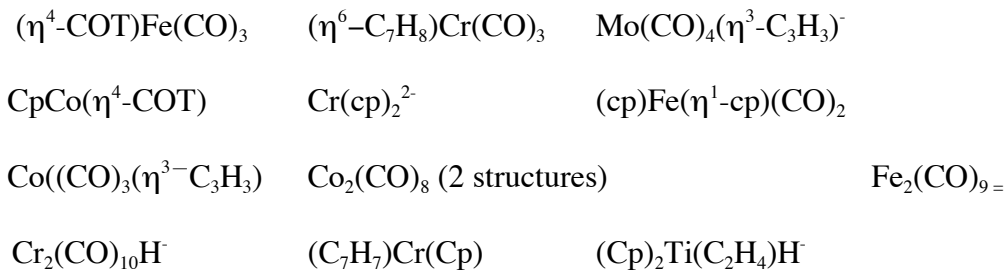 (η⁴-COT)Fe(CO)₃ (η⁶–C₇H₈)Cr(CO)₃ Mo(CO)₄(η³-C₃H₃)⁻
CpCo(η⁴-COT) Cr(cp)₂²⁻ (cp)Fe(η¹-cp)(CO)₂
Co((CO)₃(η³⁻C₃H₃) Co₂(CO)₈ (2 structures) Fe₂(CO)₉ ₌
Cr₂(CO)₁₀H⁻ (C₇H₇)Cr(Cp) (Cp)₂Ti(C₂H₄)H⁻